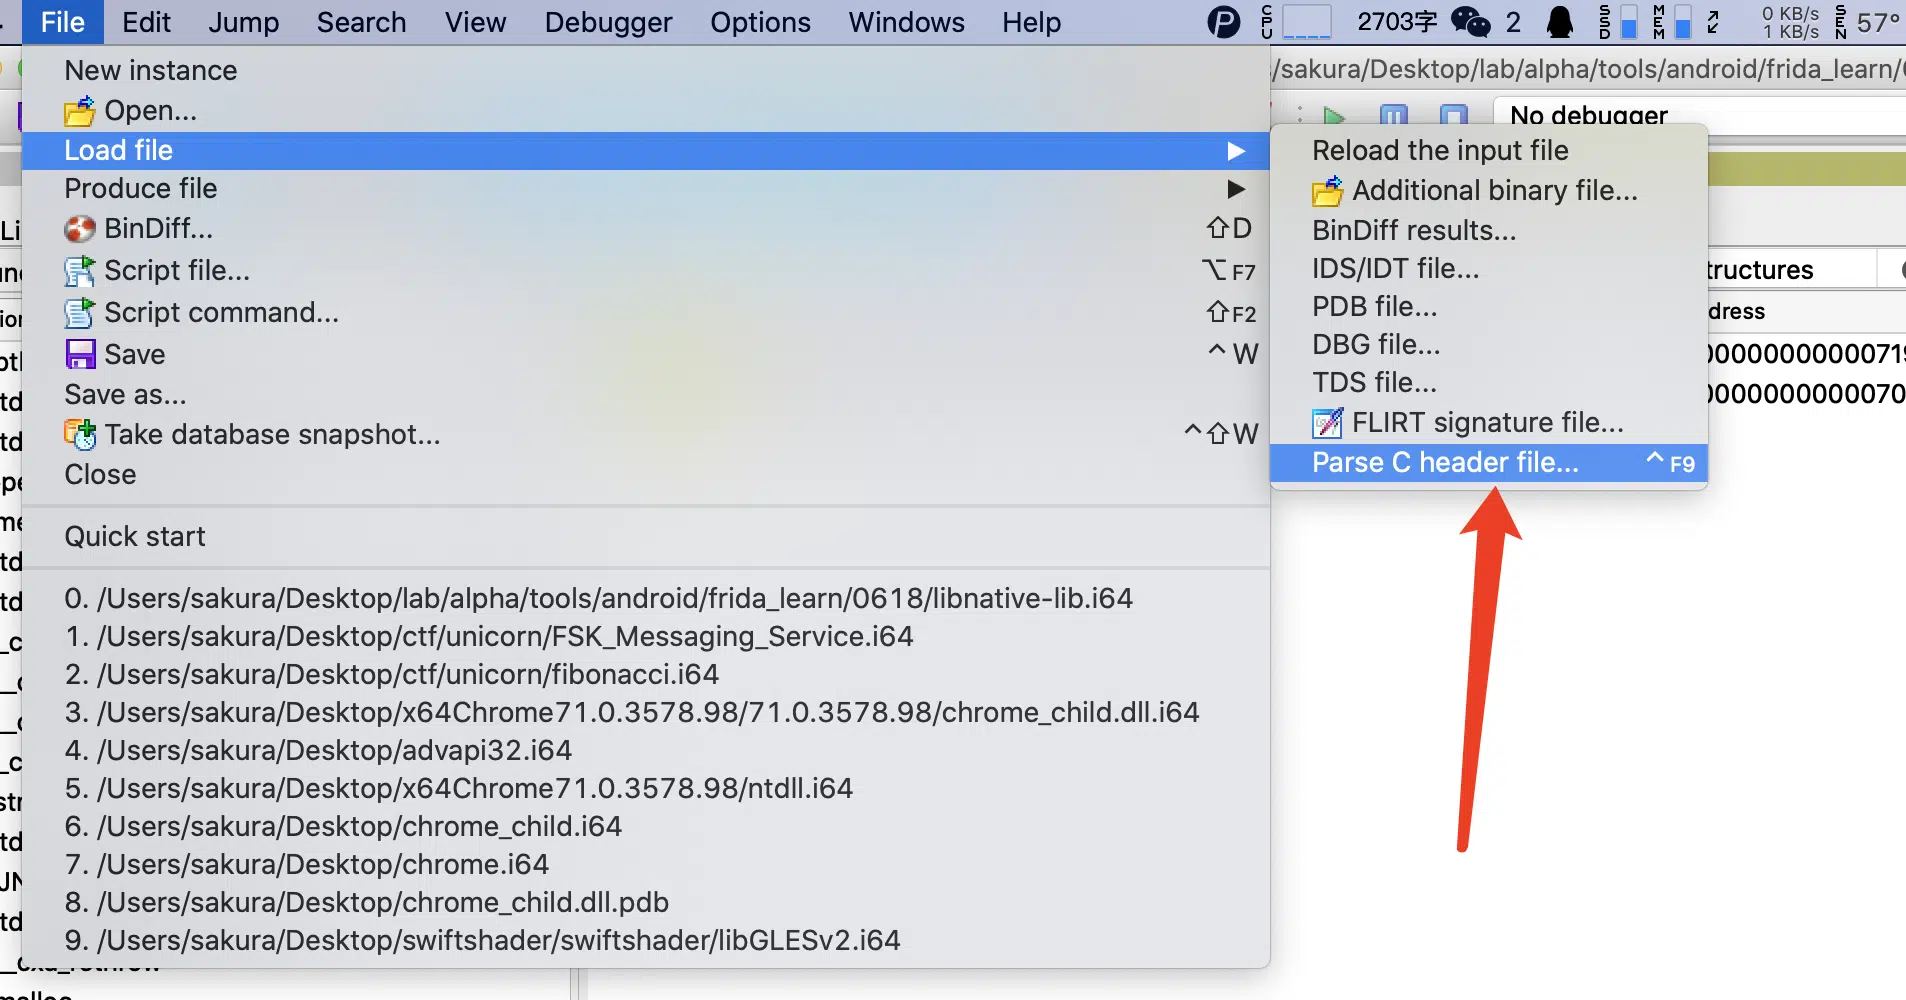 File Edit Jump Search View Debugger Options Windows Help
CPU 2703字 2 SSD MEM 0 KB/s 1 KB/s SEN 57°
New instance
/sakura/Desktop/lab/alpha/tools/android/frida_learn/
Open...
No debugger
Load file
Reload the input file
Produce file
Additional binary file...
BinDiff... ⇧D
BinDiff results...
Script file... ⌥F7
IDS/IDT file...
tructures
Script command... ⇧F2
PDB file...
dress
Save ^W
DBG file...
Save as...
TDS file...
Take database snapshot... ^⇧W
FLIRT signature file...
Close
Parse C header file... ^F9
Quick start
0. /Users/sakura/Desktop/lab/alpha/tools/android/frida_learn/0618/libnative-lib.i64
1. /Users/sakura/Desktop/ctf/unicorn/FSK_Messaging_Service.i64
2. /Users/sakura/Desktop/ctf/unicorn/fibonacci.i64
3. /Users/sakura/Desktop/x64Chrome71.0.3578.98/71.0.3578.98/chrome_child.dll.i64
4. /Users/sakura/Desktop/advapi32.i64
5. /Users/sakura/Desktop/x64Chrome71.0.3578.98/ntdll.i64
6. /Users/sakura/Desktop/chrome_child.i64
7. /Users/sakura/Desktop/chrome.i64
8. /Users/sakura/Desktop/chrome_child.dll.pdb
9. /Users/sakura/Desktop/swiftshader/swiftshader/libGLESv2.i64